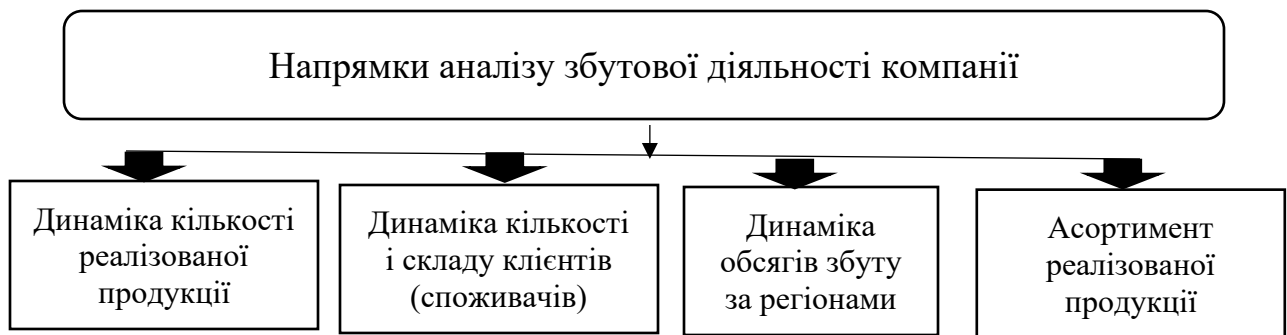 Напрямки аналізу збутової діяльності компанії
Динаміка кількості
реалізованої
продукції
Динаміка кількості
і складу клієнтів
(споживачів)
Динаміка
обсягів збуту
за регіонами
Асортимент
реалізованої
продукції